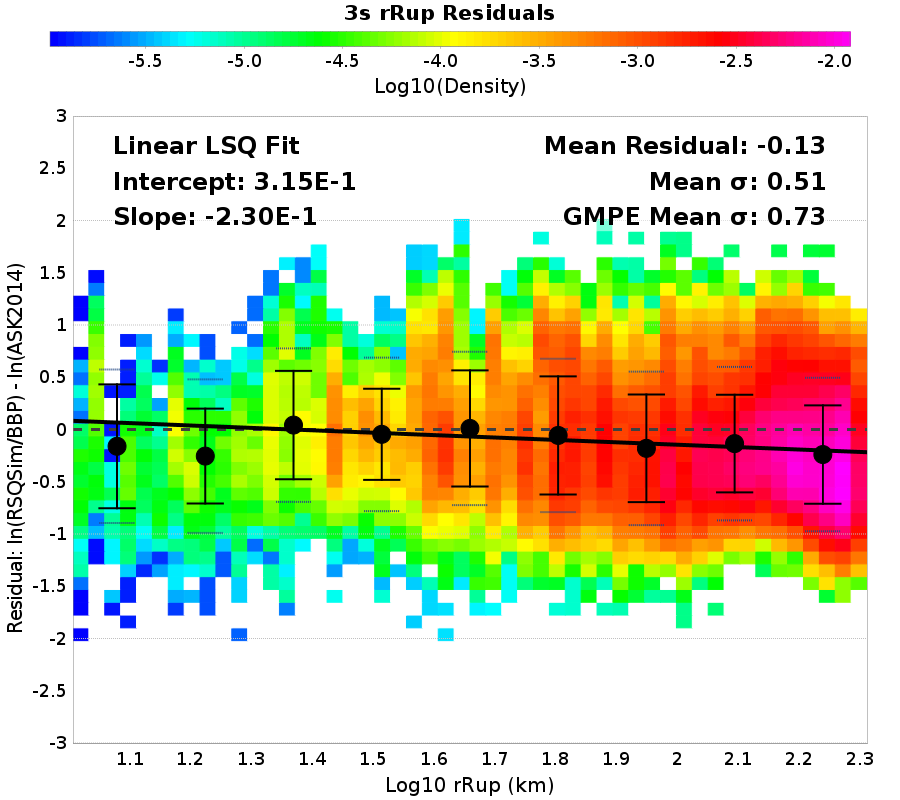 3s rRup Residuals
-5.5 -5.0 -4.5 -4.0 -3.5 -3.0 -2.5 -2.0
Log10(Density)
Linear LSQ Fit
Intercept: 3.15E-1
Slope: -2.30E-1
Mean Residual: -0.13
Mean σ: 0.51
GMPE Mean σ: 0.73
Residual: ln(RSQSim/BBP) - ln(ASK2014)
3
2.5
2
1.5
1
0.5
0
-0.5
-1
-1.5
-2
-2.5
-3
1.1 1.2 1.3 1.4 1.5 1.6 1.7 1.8 1.9 2 2.1 2.2 2.3
Log10 rRup (km)